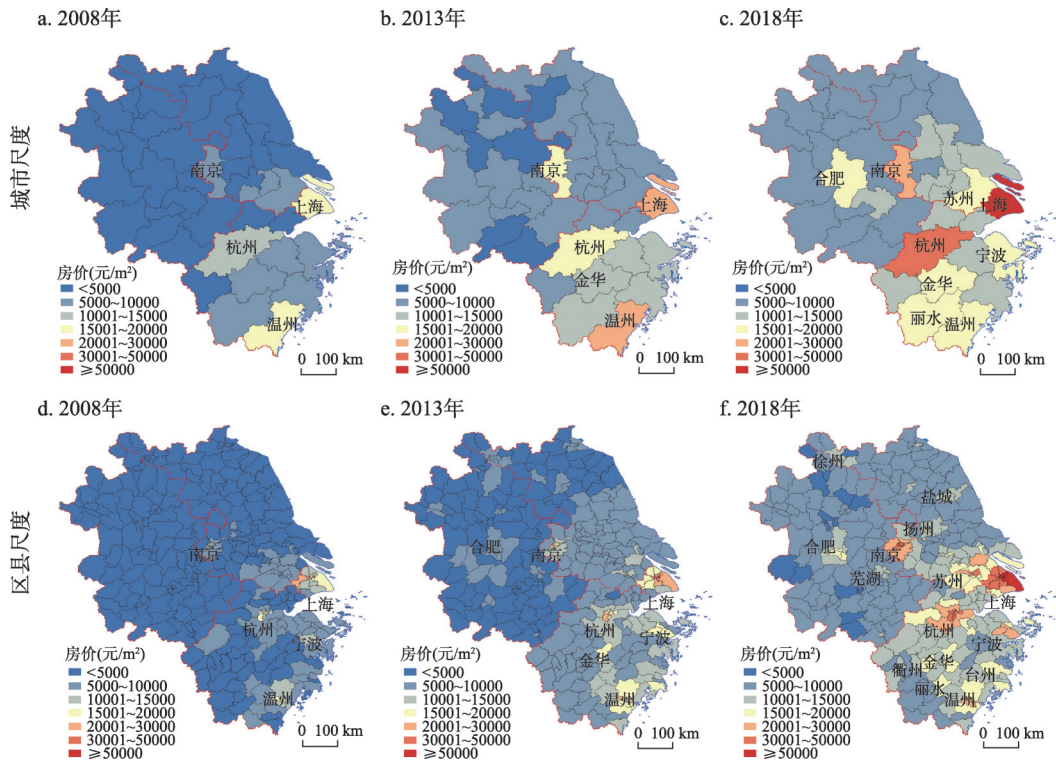 a. 2008年
b. 2013年
c. 2018年
城市尺度
南京
上海
杭州
温州
房价(元/m²)
<5000
5000~10000
10001~15000
15001~20000
20001~30000
30001~50000
≥50000
0 100 km
南京
上海
杭州
金华
温州
房价(元/m²)
<5000
5000~10000
10001~15000
15001~20000
20001~30000
30001~50000
≥50000
0 100 km
合肥
南京
苏州
上海
杭州
宁波
金华
丽水
温州
房价(元/m²)
<5000
5000~10000
10001~15000
15001~20000
20001~30000
30001~50000
≥50000
0 100 km
d. 2008年
e. 2013年
f. 2018年
区县尺度
南京
上海
杭州
宁波
温州
房价(元/m²)
<5000
5000~10000
10001~15000
15001~20000
20001~30000
30001~50000
≥50000
0 100 km
合肥
南京
上海
杭州
宁波
金华
温州
房价(元/m²)
<5000
5000~10000
10001~15000
15001~20000
20001~30000
30001~50000
≥50000
0 100 km
徐州
盐城
扬州
合肥
南京
芜湖
苏州
上海
杭州
宁波
金华
衢州
台州
丽水
温州
房价(元/m²)
<5000
5000~10000
10001~15000
15001~20000
20001~30000
30001~50000
≥50000
0 100 km